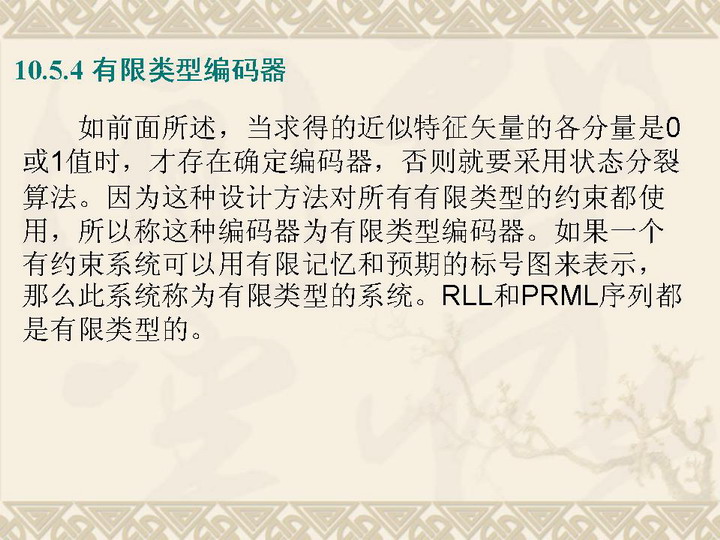 10.5.4 有限类型编码器
如前面所述，当求得的近似特征矢量的各分量是0
或1值时，才存在确定编码器，否则就要采用状态分裂
算法。因为这种设计方法对所有有限类型的约束都使
用，所以称这种编码器为有限类型编码器。如果一个
有约束系统可以用有限记忆和预期的标号图来表示，
那么此系统称为有限类型的系统。RLL和PRML序列都
是有限类型的。